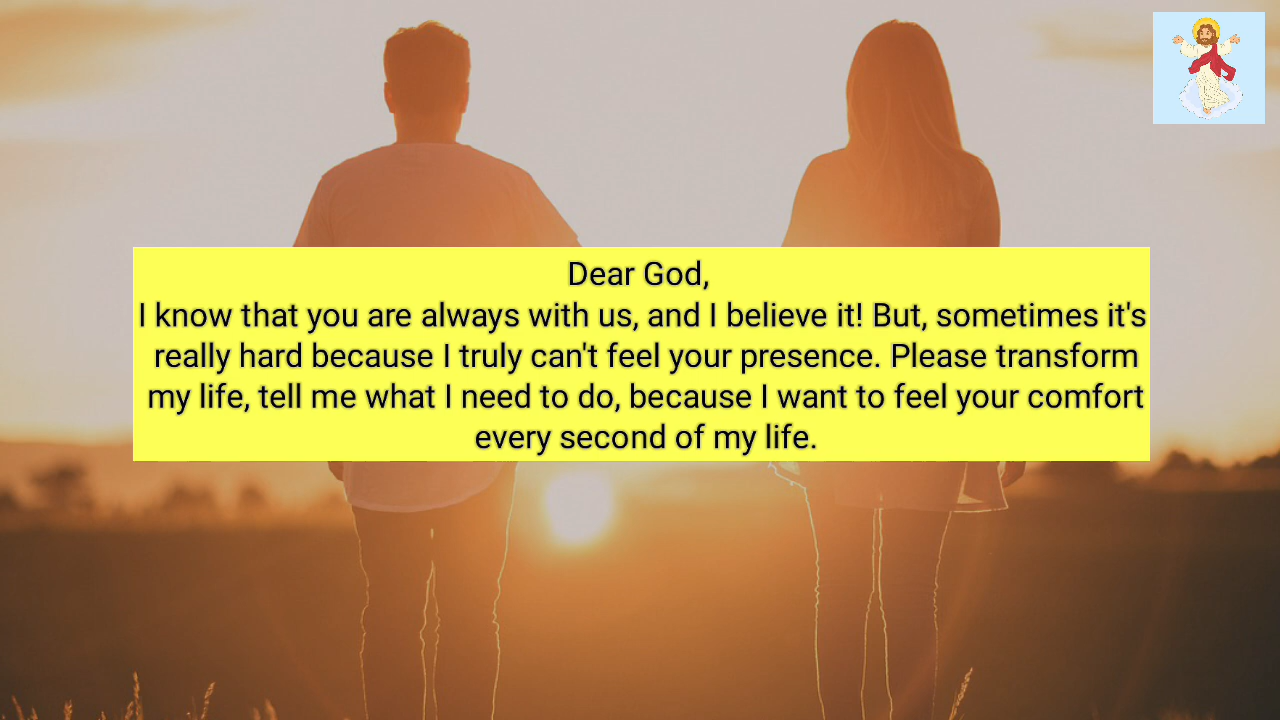 Dear God,
I know that you are always with us, and I believe it! But, sometimes it's
really hard because I truly can't feel your presence. Please transform
my life, tell me what I need to do, because I want to feel your comfort
every second of my life.